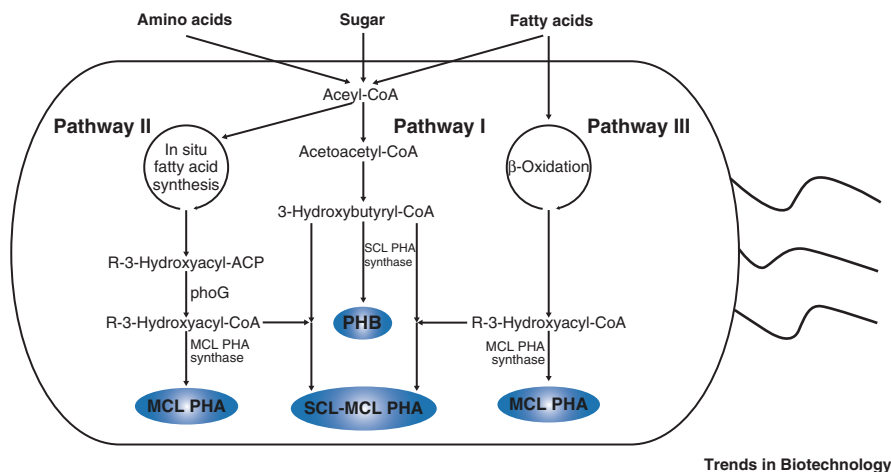 Amino acids
Sugar
Fatty acids
Aceyl-CoA
Pathway II
Pathway I
Pathway III
In situ
fatty acid
synthesis
Acetoacetyl-CoA
β-Oxidation
3-Hydroxybutyryl-CoA
SCL PHA
synthase
R-3-Hydroxyacyl-ACP
phoG
R-3-Hydroxyacyl-CoA
PHB
R-3-Hydroxyacyl-CoA
MCL PHA
synthase
MCL PHA
synthase
MCL PHA
SCL-MCL PHA
MCL PHA
Trends in Biotechnology